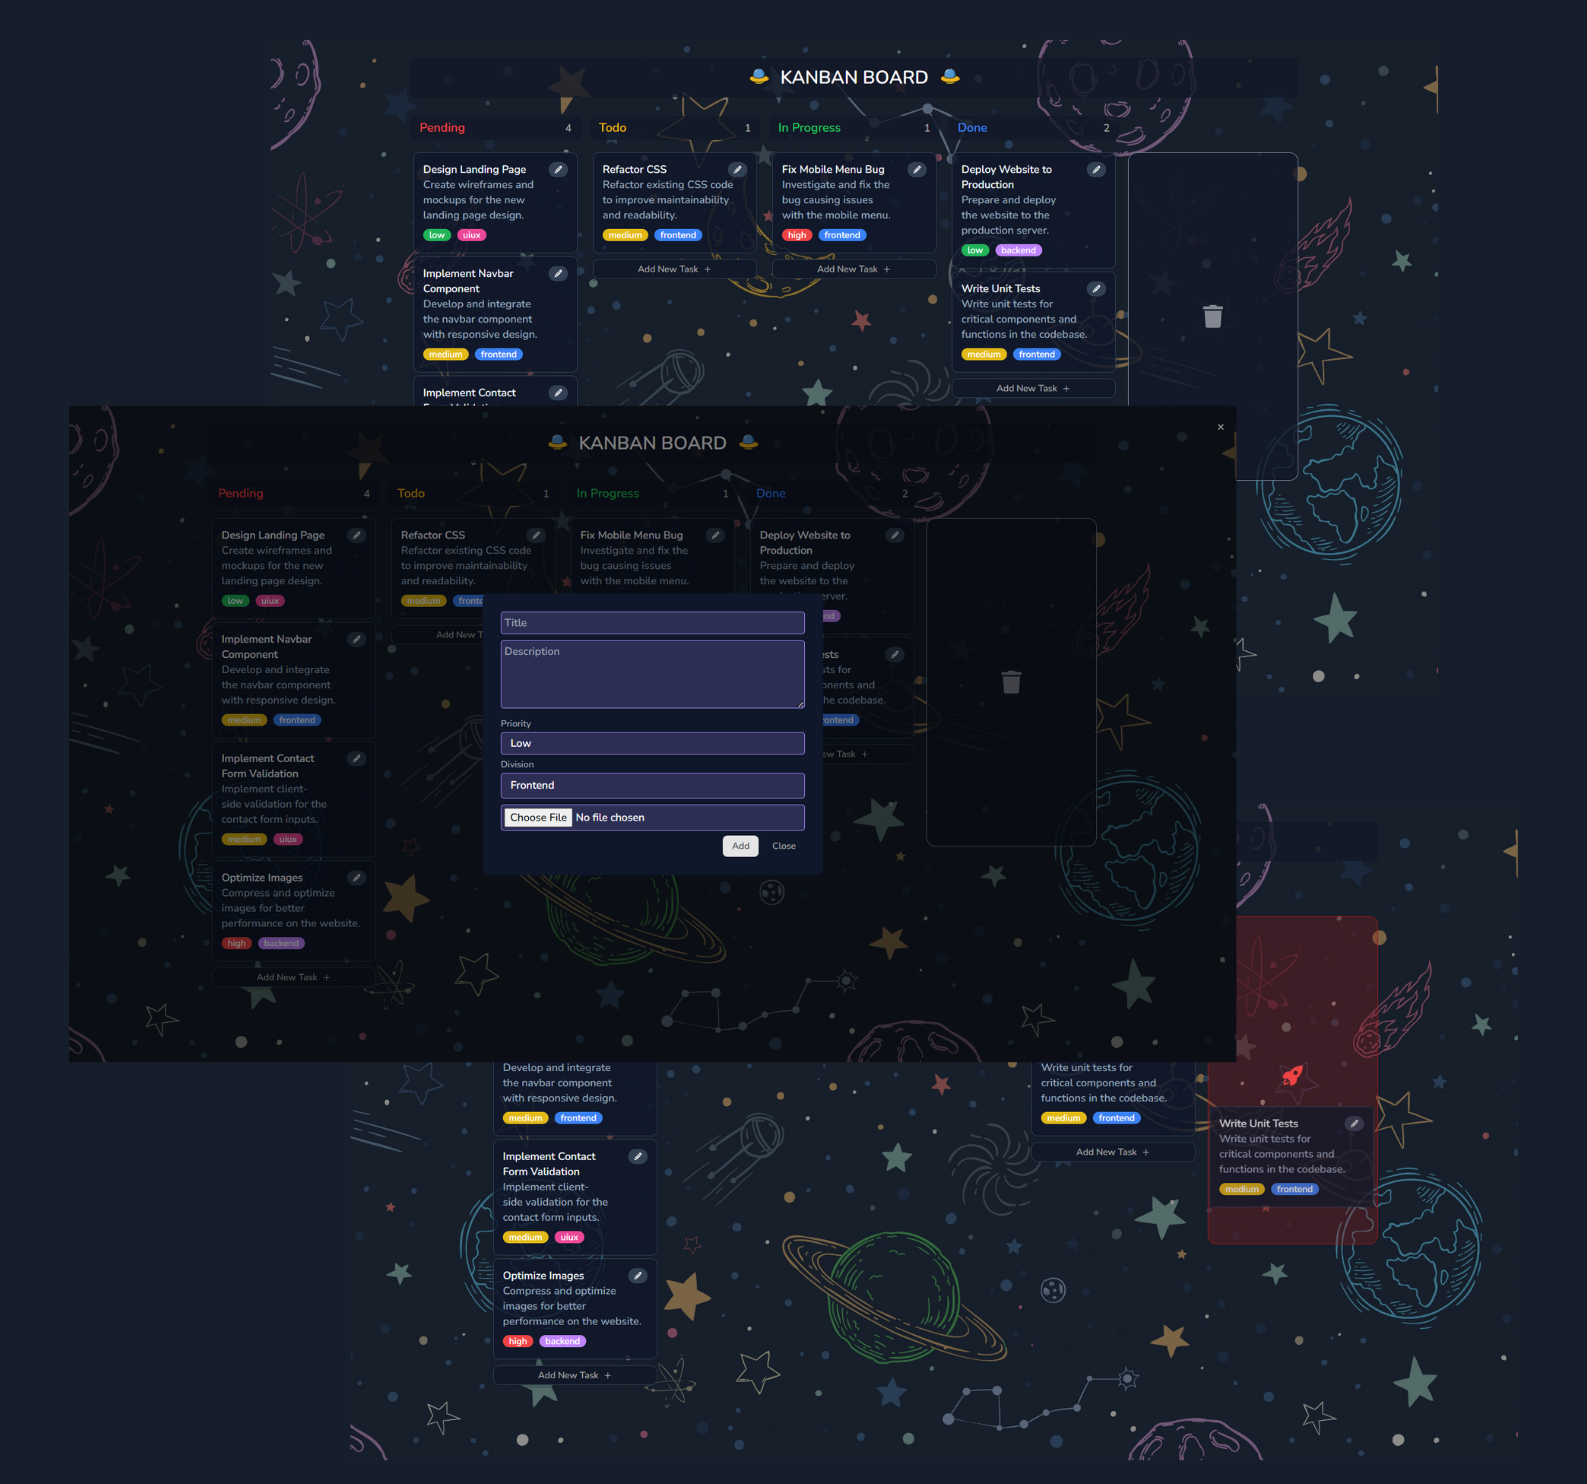 KANBAN BOARD
Pending 4
Todo 1
In Progress 1
Done 2
Design Landing Page
Create wireframes and
mockups for the new
landing page design.
low uiux
Implement Navbar
Component
Develop and integrate
the navbar component
with responsive design.
medium frontend
Implement Contact
Refactor CSS
Refactor existing CSS code
to improve maintainability
and readability.
medium frontend
Add New Task +
Fix Mobile Menu Bug
Investigate and fix the
bug causing issues
with the mobile menu.
high frontend
Add New Task +
Deploy Website to
Production
Prepare and deploy
the website to the
production server.
low backend
Write Unit Tests
Write unit tests for
critical components and
functions in the codebase.
medium frontend
Add New Task +
×
KANBAN BOARD
Pending 4
Todo 1
In Progress 1
Done 2
Design Landing Page
Create wireframes and
mockups for the new
landing page design.
low uiux
Implement Navbar
Component
Develop and integrate
the navbar component
with responsive design.
medium frontend
Implement Contact
Form Validation
Implement client-
side validation for the
contact form inputs.
medium uiux
Optimize Images
Compress and optimize
images for better
performance on the website.
high backend
Add New Task +
Refactor CSS
Refactor existing CSS code
to improve maintainability
and readability.
medium fronte
Add New T
Fix Mobile Menu Bug
Investigate and fix the
bug causing issues
with the mobile menu.
Deploy Website to
Production
Prepare and deploy
the website to the
erver.
nd
sts
sts for
onents and
he codebase.
ontend
ew Task +
Title
Description
Priority
Low
Division
Frontend
Choose File No file chosen
Add Close
Develop and integrate
the navbar component
with responsive design.
medium frontend
Implement Contact
Form Validation
Implement client-
side validation for the
contact form inputs.
medium uiux
Optimize Images
Compress and optimize
images for better
performance on the website.
high backend
Add New Task +
Write unit tests for
critical components and
functions in the codebase.
medium frontend
Add New Task +
Write Unit Tests
Write unit tests for
critical components and
functions in the codebase.
medium frontend